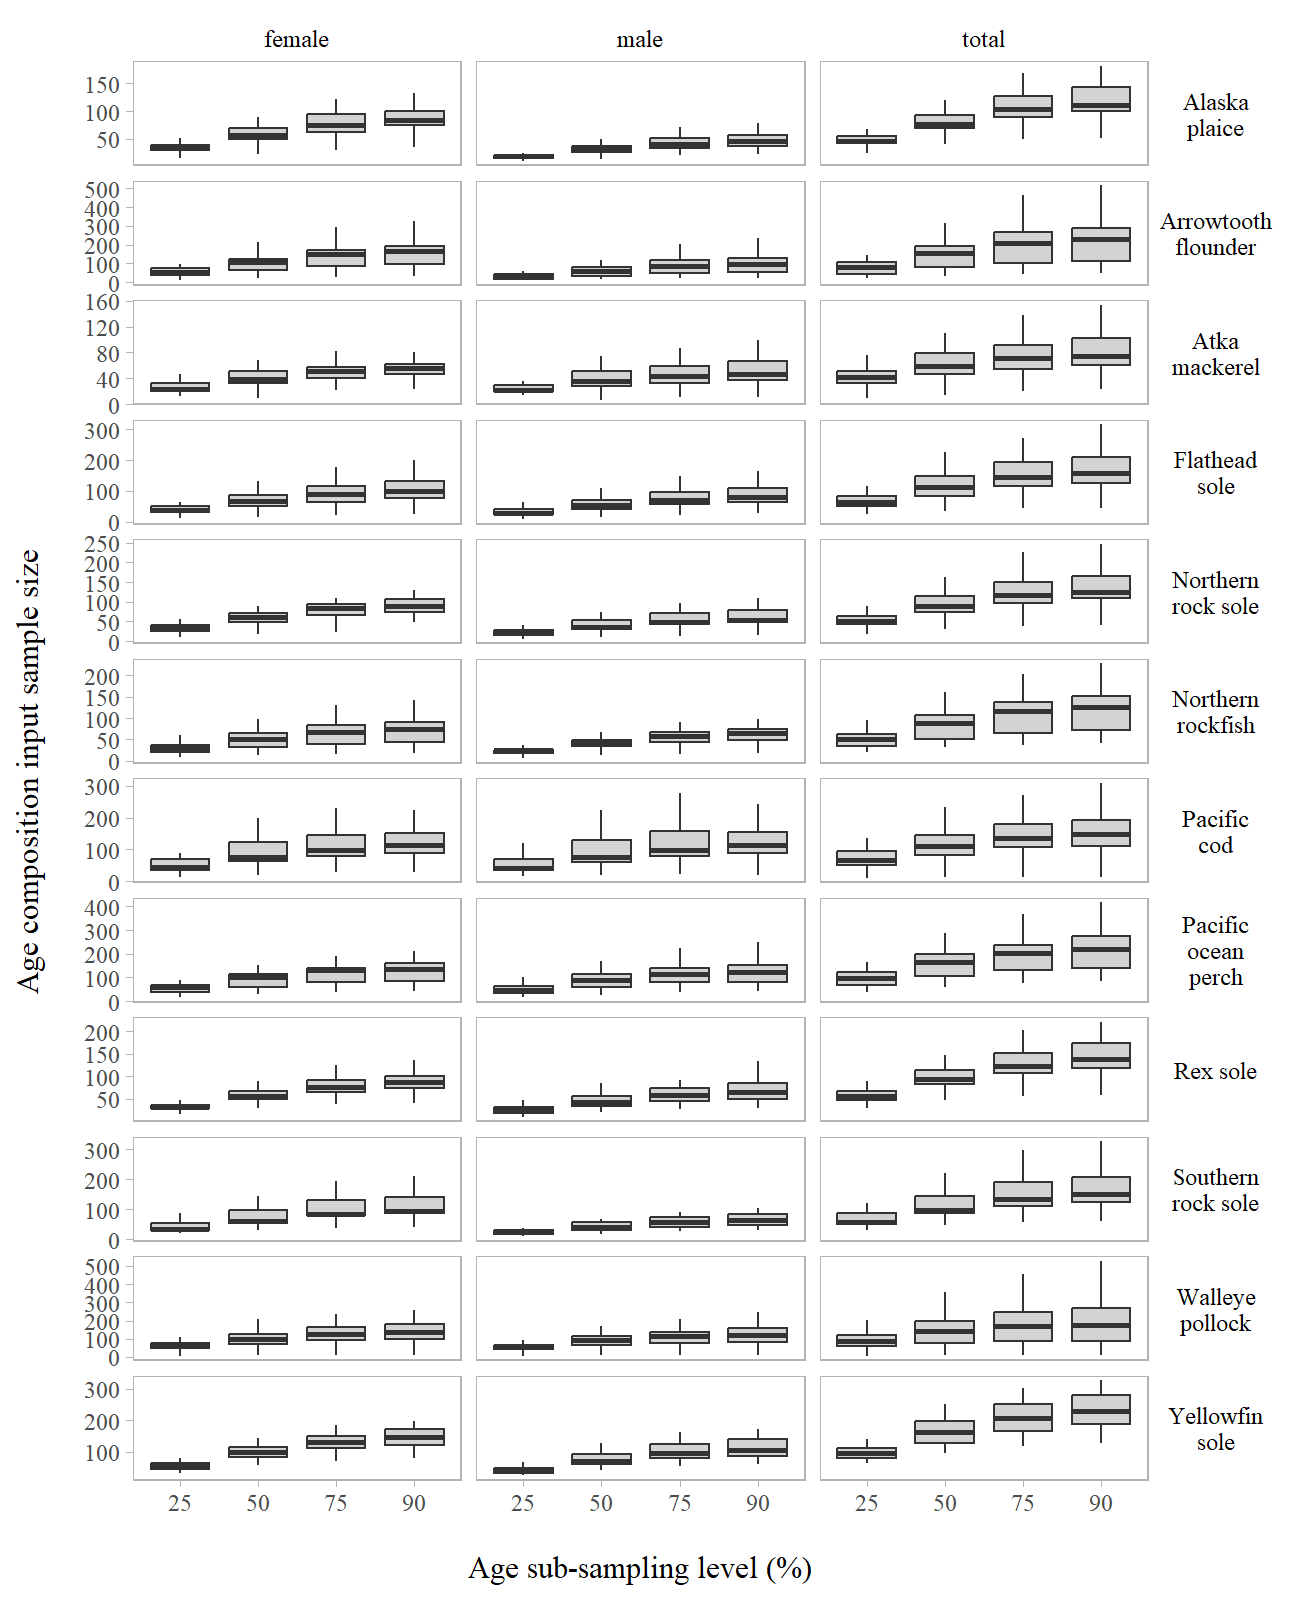 female male total
150
100
50
Alaska
plaice
500
400
300
200
100
0
Arrowtooth
flounder
160
120
80
40
0
Atka
mackerel
300
200
100
0
Flathead
sole
250
200
150
100
50
0
Northern
rock sole
200
150
100
50
0
Northern
rockfish
300
200
100
0
Pacific
cod
400
300
200
100
0
Pacific
ocean
perch
200
150
100
50
Rex sole
300
200
100
0
Southern
rock sole
500
400
300
200
100
0
Walleye
pollock
300
200
100
Yellowfin
sole
25 50 75 90 25 50 75 90 25 50 75 90
Age sub-sampling level (%)
Age composition input sample size